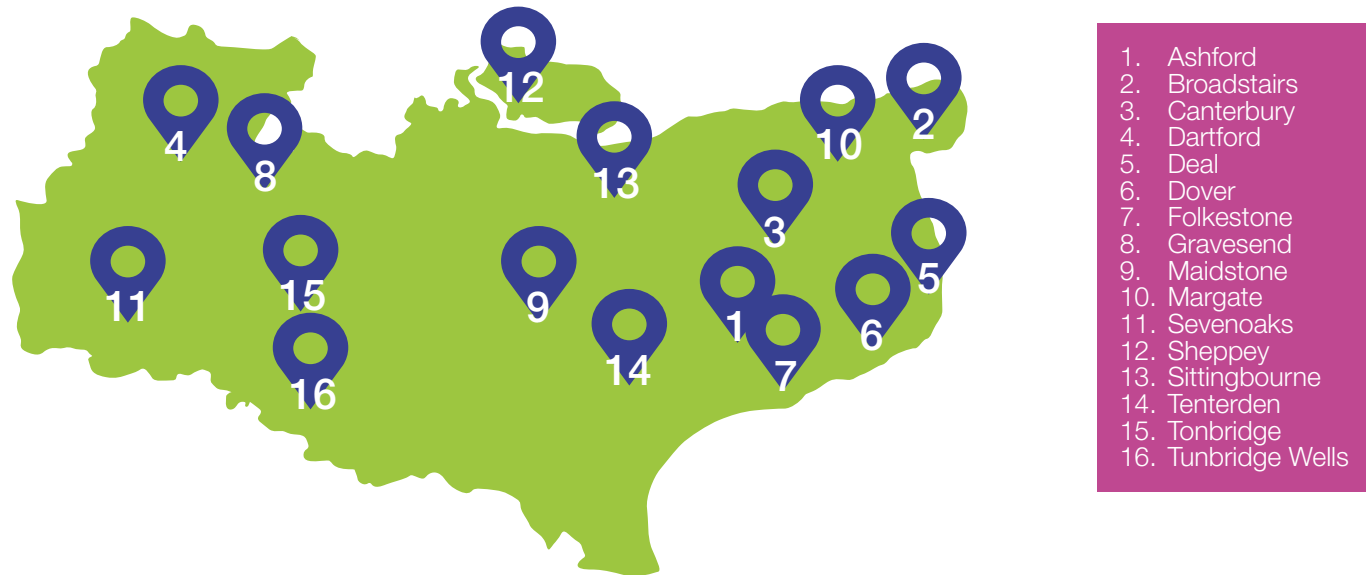 12
4
10
2
8
13
3
5
11
15
9
1
6
14
7
16
1. Ashford
2. Broadstairs
3. Canterbury
4. Dartford
5. Deal
6. Dover
7. Folkestone
8. Gravesend
9. Maidstone
10. Margate
11. Sevenoaks
12. Sheppey
13. Sittingbourne
14. Tenterden
15. Tonbridge
16. Tunbridge Wells